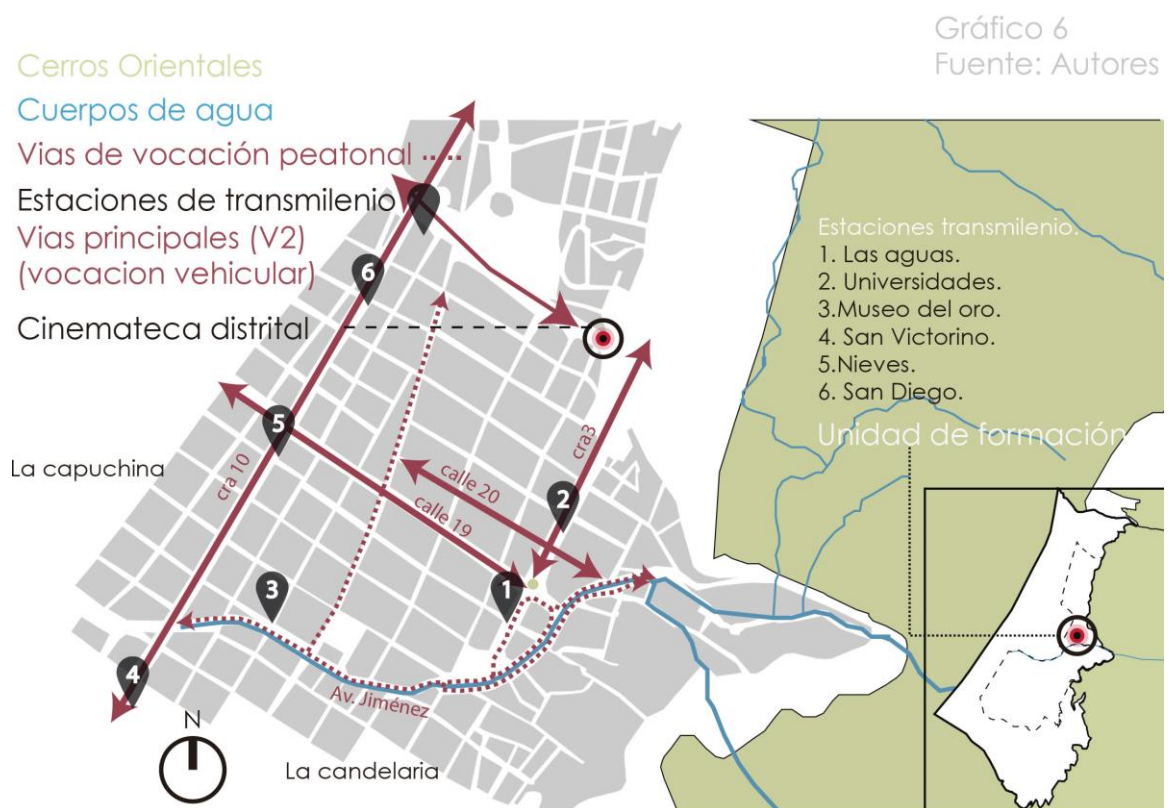 Gráfico 6
Fuente: Autores
Cerros Orientales
Cuerpos de agua
Vias de vocación peatonal .....
Estaciones de transmilenio
Vias principales (V2)
(vocacion vehicular)
Cinemateca distrital
Estaciones transmilenio.
1. Las aguas.
2. Universidades.
3.Museo del oro.
4. San Victorino.
5.Nieves.
6. San Diego.
Unidad de formación
6
5
cra 10
La capuchina
cra3
calle 20
calle 19
2
1
3
4
Av. Jiménez
N
La candelaria